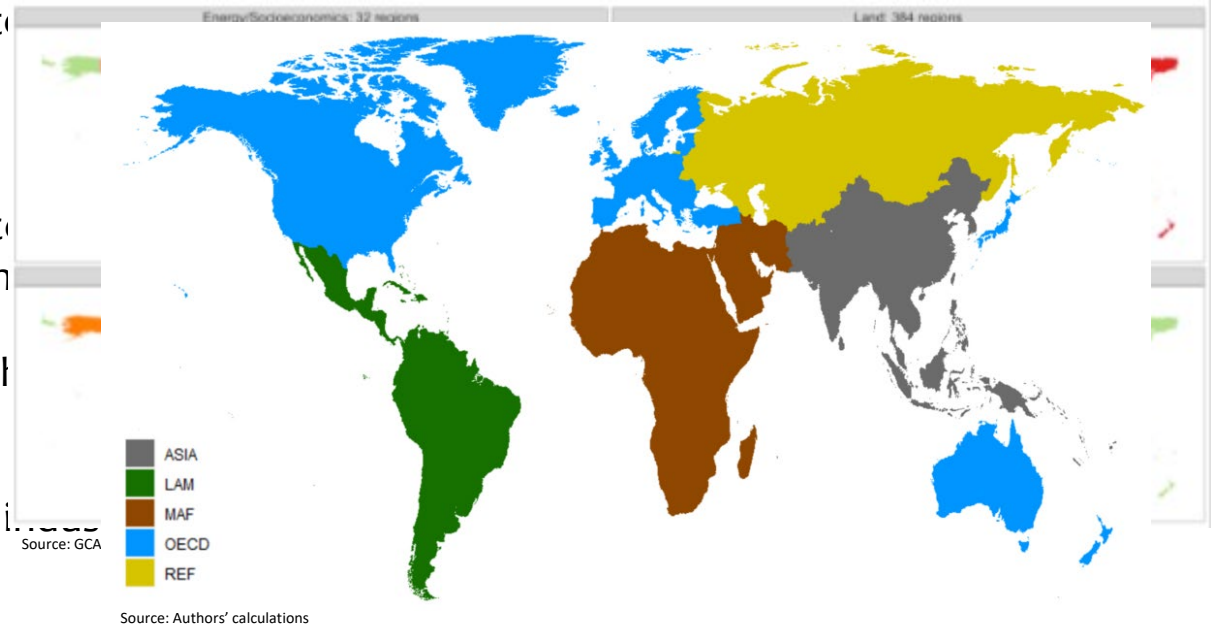 Energy/Socioeconomics: 32 regions
Land: 384 regions
ASIA
LAM
MAF
OECD
REF
Source: GCA
Source: Authors' calculations